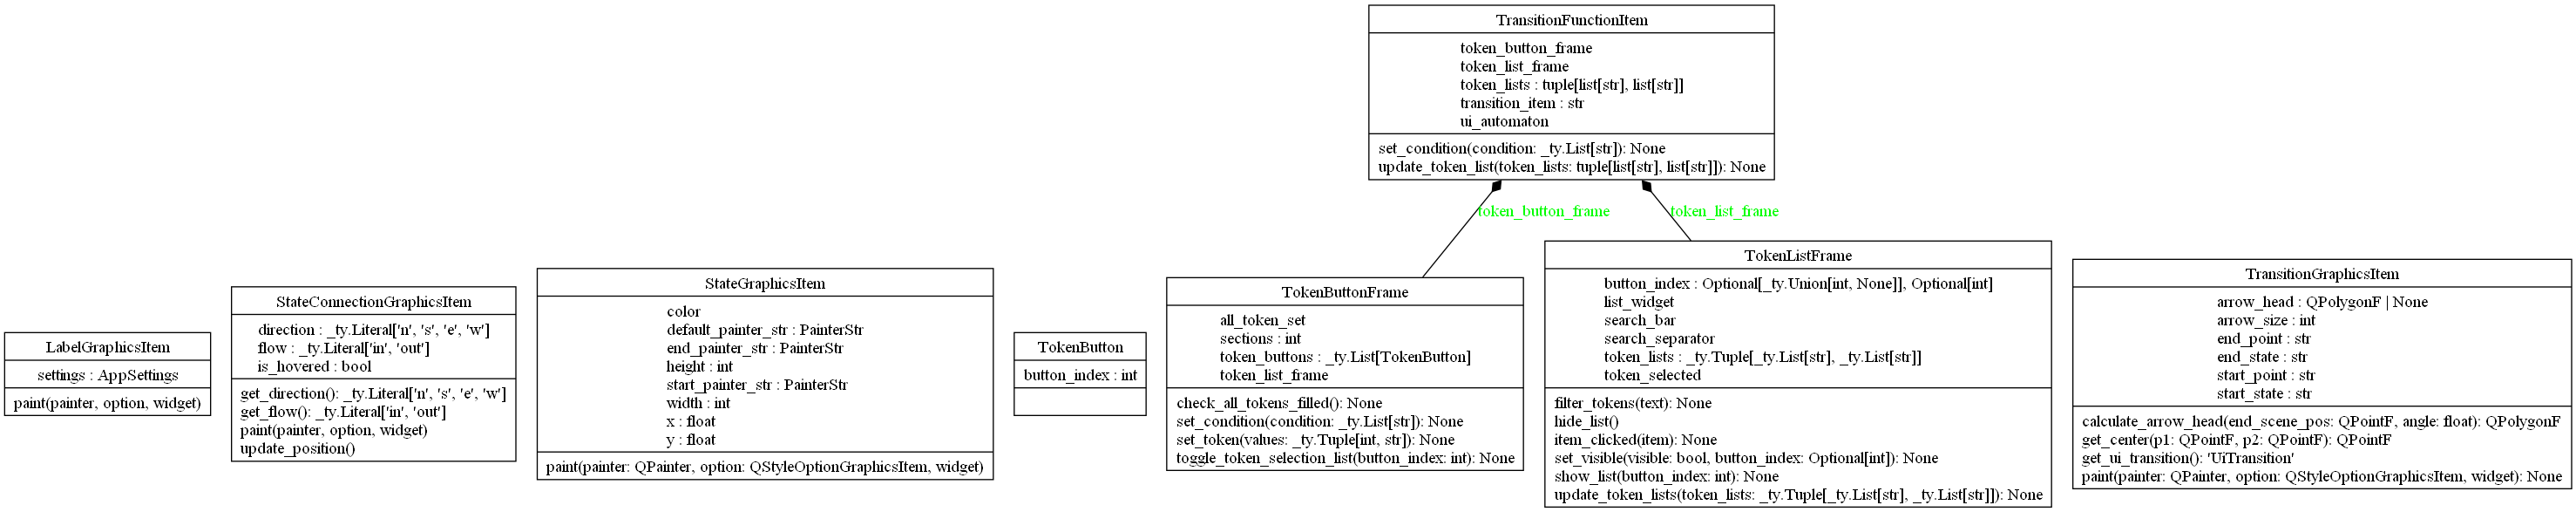 TransitionFunctionItem
token_button_frame
token_list_frame
token_lists : tuple[list[str], list[str]]
transition_item : str
ui_automaton
set_condition(condition: _ty.List[str]): None
update_token_list(token_lists: tuple[list[str], list[str]]): None
token_button_frame
token_list_frame
LabelGraphicsItem
settings : AppSettings
paint(painter, option, widget)
StateConnectionGraphicsItem
direction : _ty.Literal['n', 's', 'e', 'w']
flow : _ty.Literal['in', 'out']
is_hovered : bool
get_direction(): _ty.Literal['n', 's', 'e', 'w']
get_flow(): _ty.Literal['in', 'out']
paint(painter, option, widget)
update_position()
StateGraphicsItem
color
default_painter_str : PainterStr
end_painter_str : PainterStr
height : int
start_painter_str : PainterStr
width : int
x : float
y : float
paint(painter: QPainter, option: QStyleOptionGraphicsItem, widget)
TokenButton
button_index : int
TokenButtonFrame
all_token_set
sections : int
token_buttons : _ty.List[TokenButton]
token_list_frame
check_all_tokens_filled(): None
set_condition(condition: _ty.List[str]): None
set_token(values: _ty.Tuple[int, str]): None
toggle_token_selection_list(button_index: int): None
TokenListFrame
button_index : Optional[_ty.Union[int, None]], Optional[int]
list_widget
search_bar
search_separator
token_lists : _ty.Tuple[_ty.List[str], _ty.List[str]]
token_selected
filter_tokens(text): None
hide_list()
item_clicked(item): None
set_visible(visible: bool, button_index: Optional[int]): None
show_list(button_index: int): None
update_token_lists(token_lists: _ty.Tuple[_ty.List[str], _ty.List[str]]): None
TransitionGraphicsItem
arrow_head : QPolygonF | None
arrow_size : int
end_point : str
end_state : str
start_point : str
start_state : str
calculate_arrow_head(end_scene_pos: QPointF, angle: float): QPolygonF
get_center(p1: QPointF, p2: QPointF): QPointF
get_ui_transition(): 'UiTransition'
paint(painter: QPainter, option: QStyleOptionGraphicsItem, widget): None